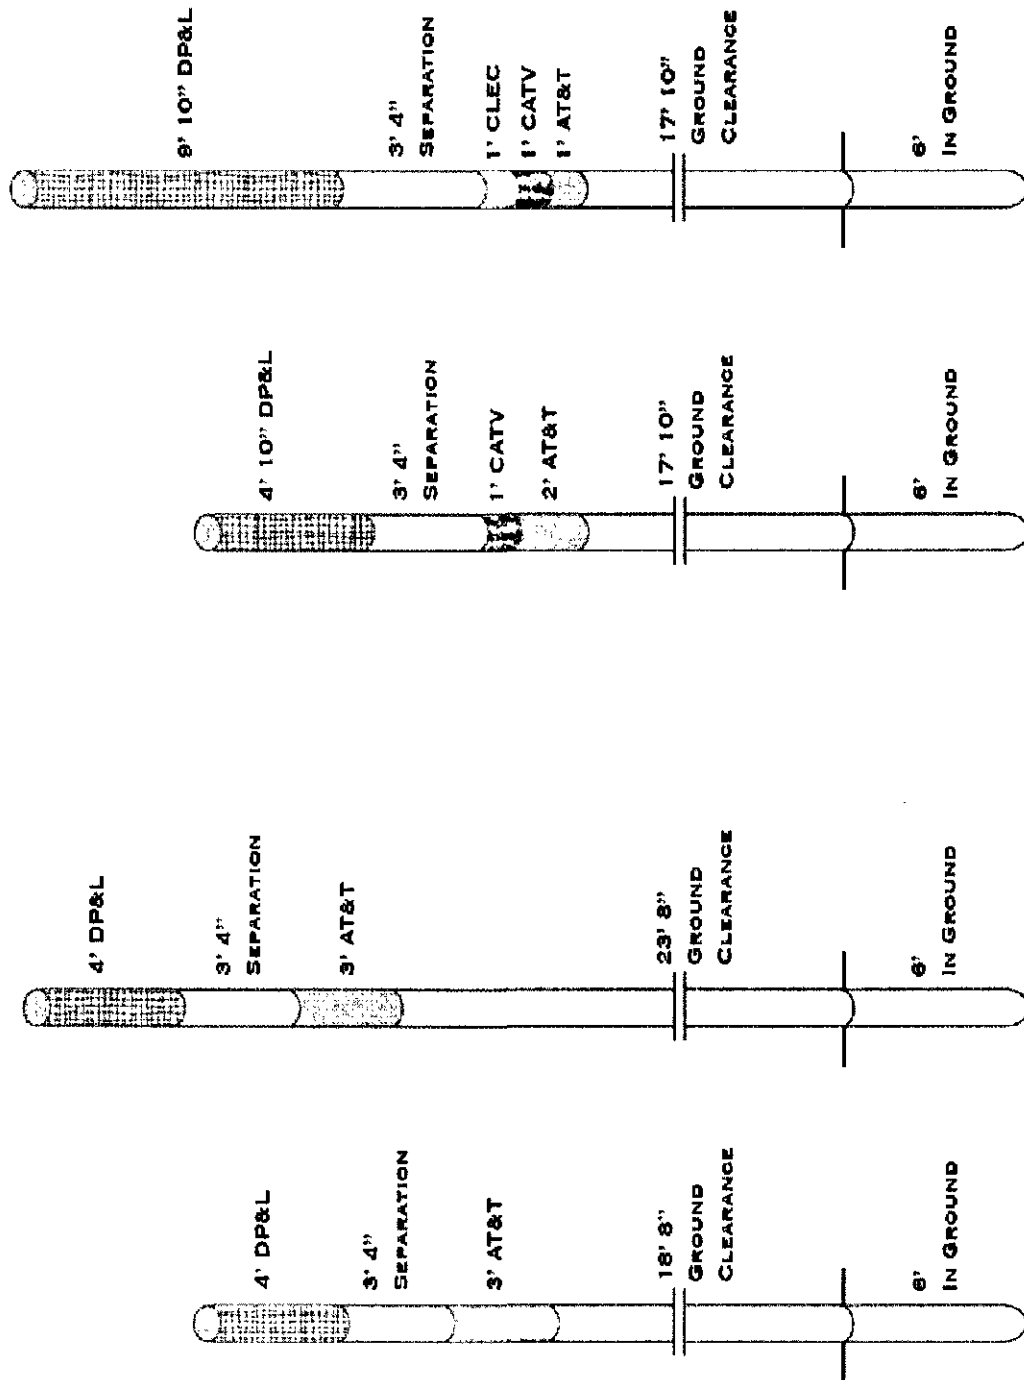 4' DP&L
3' 4"
SEPARATION
3' AT&T
18' 8"
GROUND
CLEARANCE
6'
IN GROUND
4' DP&L
3' 4"
SEPARATION
3' AT&T
23' 8"
GROUND
CLEARANCE
6'
IN GROUND
4' 10" DP&L
3' 4"
SEPARATION
1' CATV
2' AT&T
17' 10"
GROUND
CLEARANCE
6'
IN GROUND
9' 10" DP&L
3' 4"
SEPARATION
1' CLEC
1' CATV
1' AT&T
17' 10"
GROUND
CLEARANCE
6'
IN GROUND